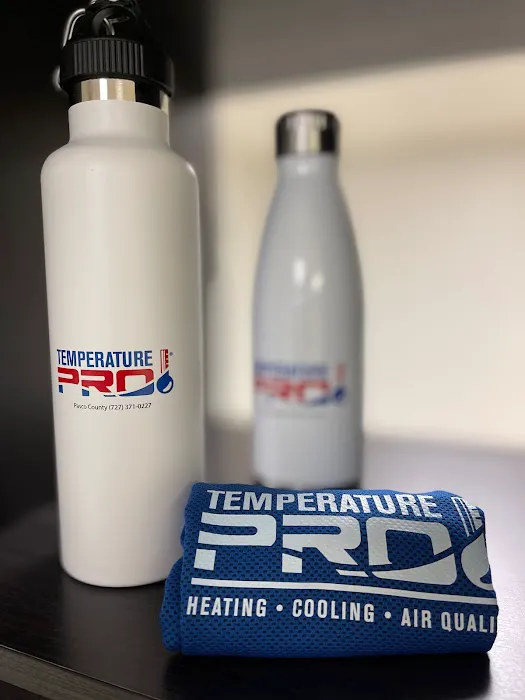 TEMPERATURE
PRO
Pasco County (727) 371-0227
TEMPERATURE
PRO
TEMPERATURE
PRO
HEATING • COOLING • AIR QUALI